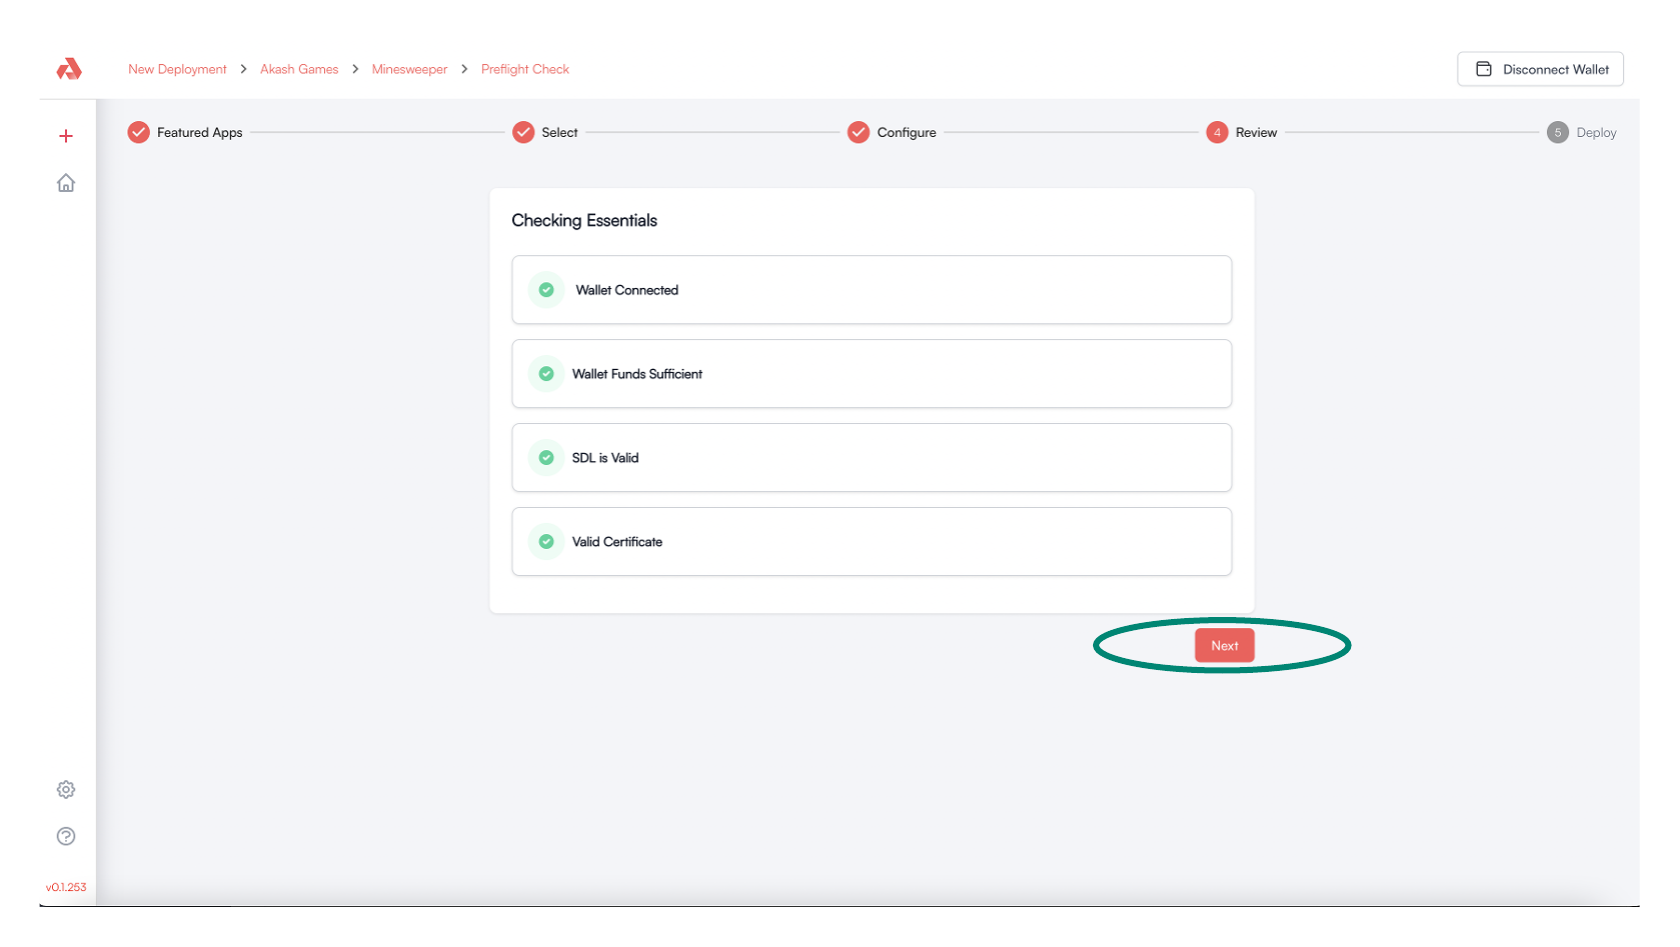 New Deployment > Akash Games > Minesweeper > Preflight Check
Disconnect Wallet
Featured Apps
Select
Configure
4 Review
5 Deploy
Checking Essentials
Wallet Connected
Wallet Funds Sufficient
SDL is Valid
Valid Certificate
Next
v0.1.253